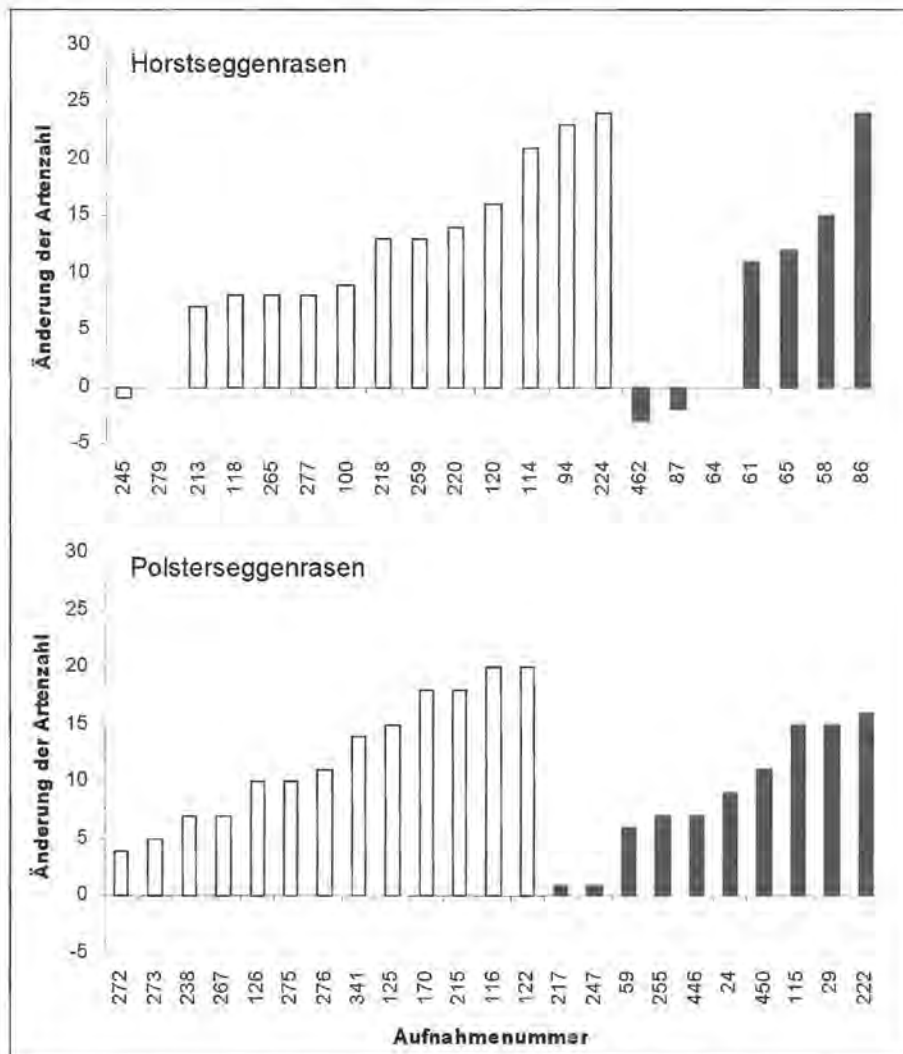 Horstseggenrasen
Änderung der Artenzahl
30
25
20
15
10
5
0
-5
245 279 213 118 265 277 100 218 259 220 120 114 94 224 462 87 64 61 65 58 86
Polsterseggenrasen
Änderung der Artenzahl
30
25
20
15
10
5
0
-5
272 273 238 267 126 275 276 341 125 170 215 116 122 217 247 59 255 446 24 450 115 29 222
Aufnahmenummer